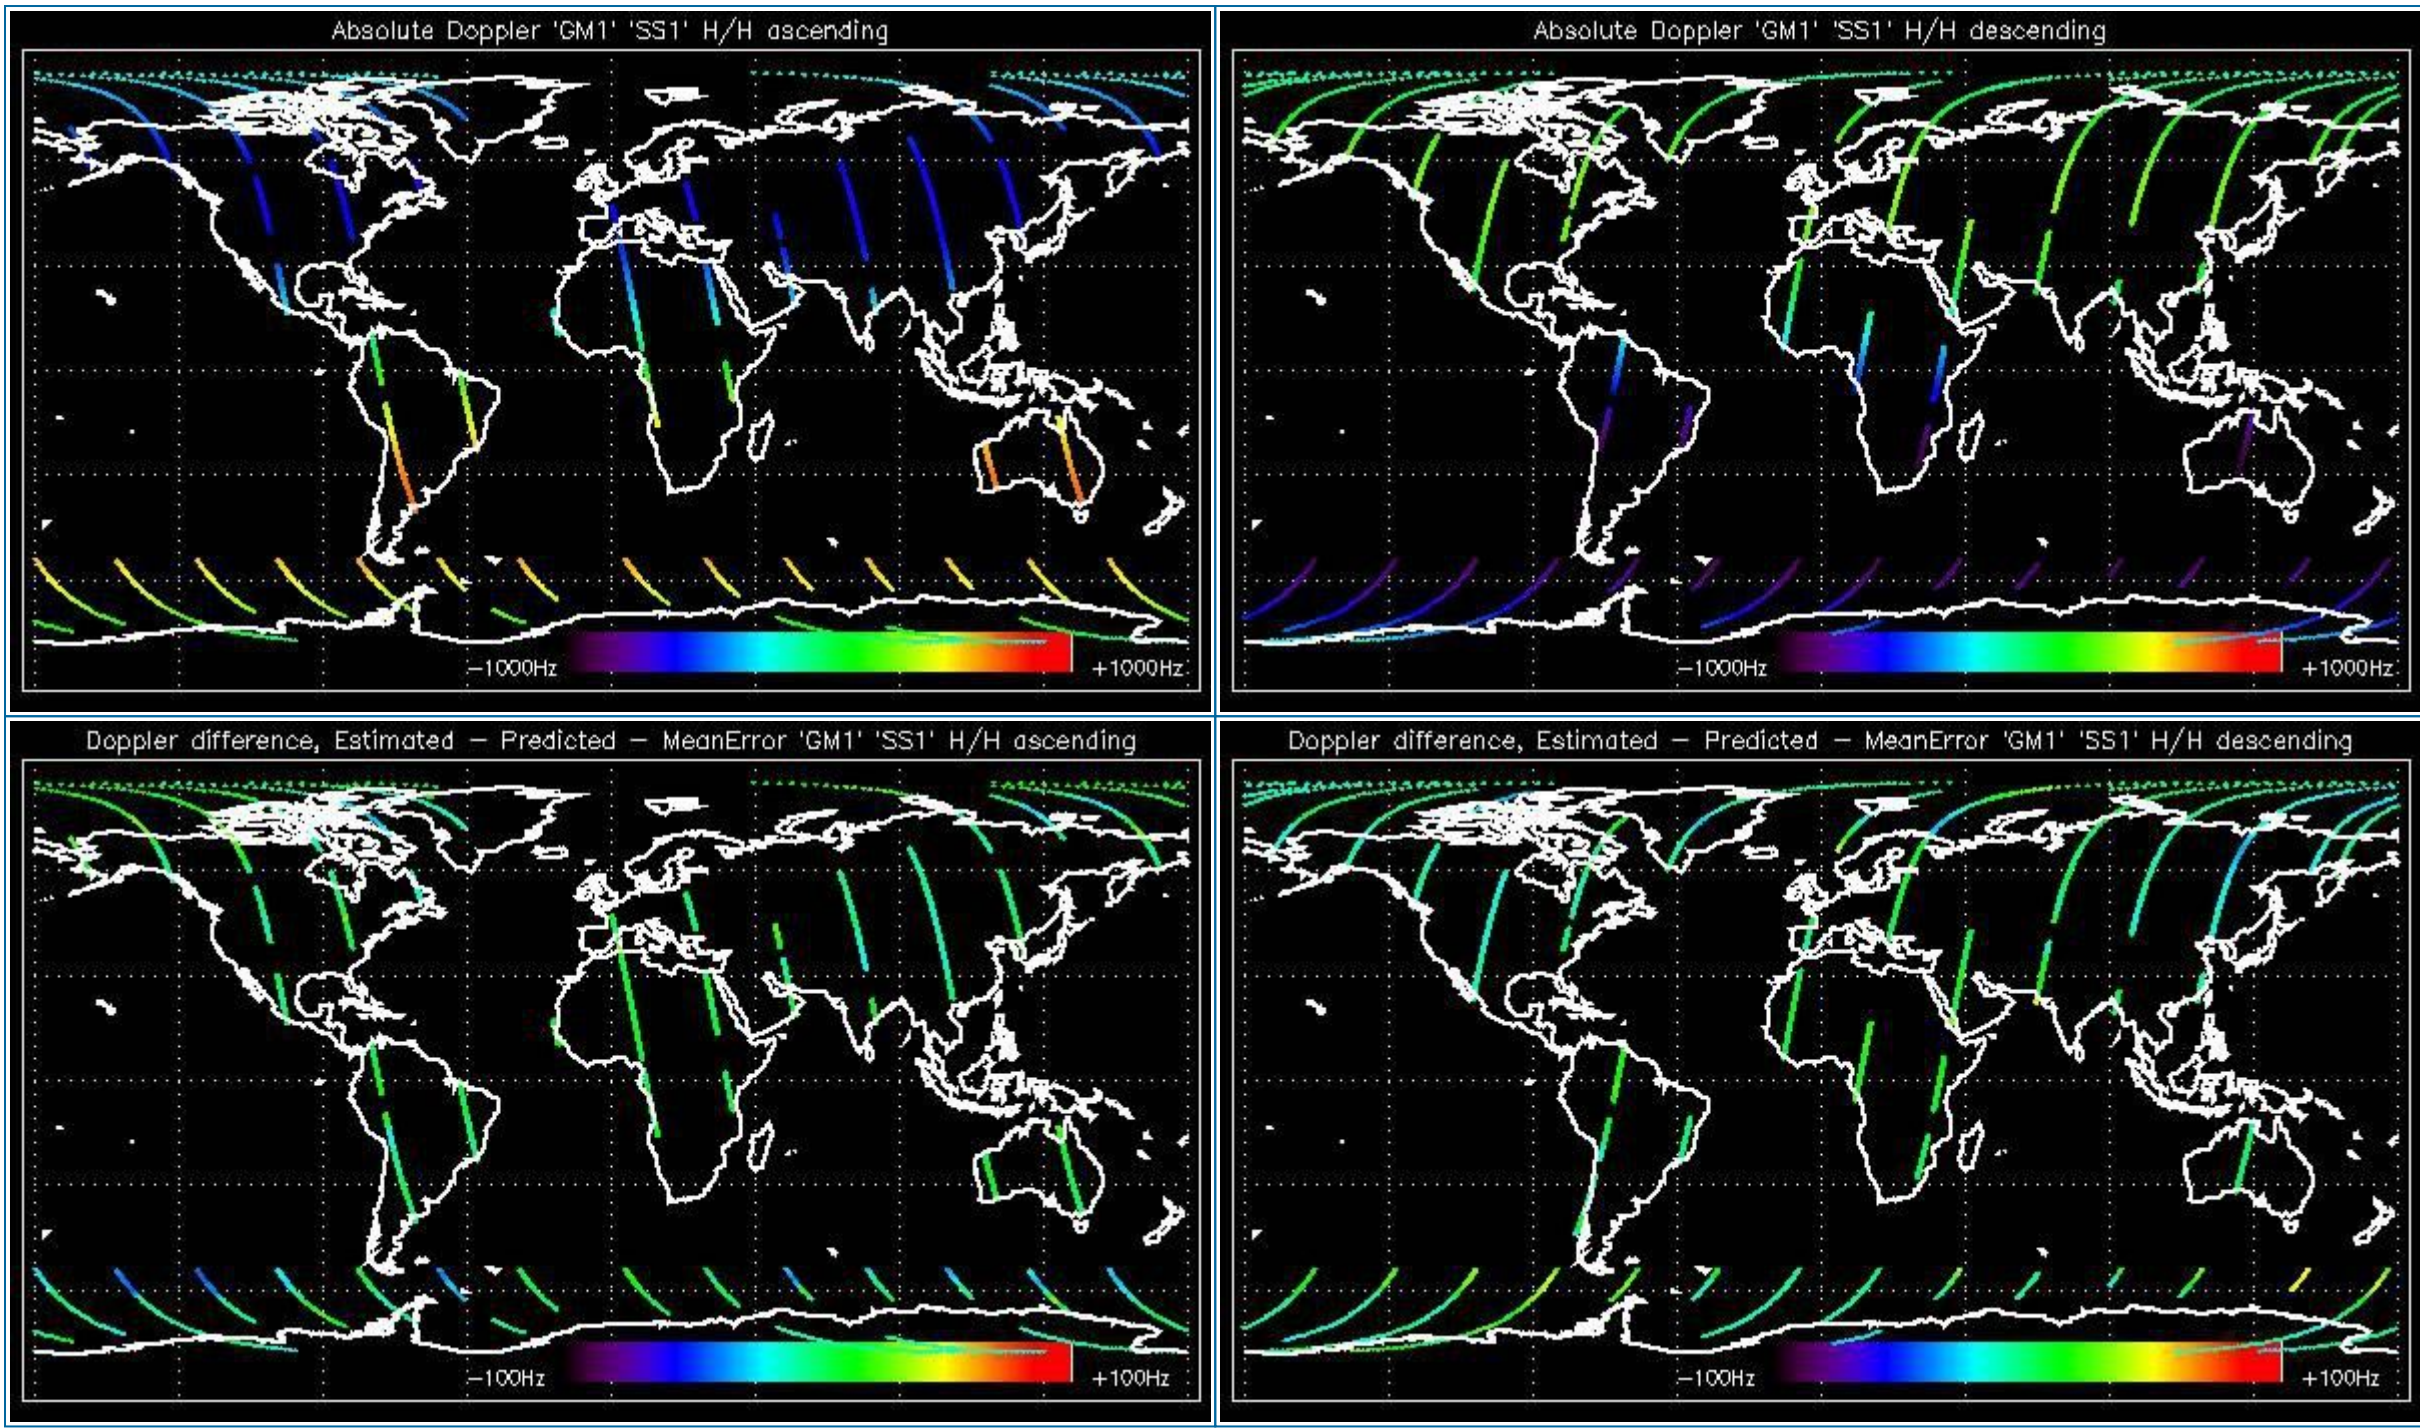 Absolute Doppler 'GM1' 'SS1' H/H ascending
−1000Hz
+1000Hz
Absolute Doppler 'GM1' 'SS1' H/H descending
−1000Hz
+1000Hz
Doppler difference, Estimated − Predicted − MeanError 'GM1' 'SS1' H/H ascending
−100Hz
+100Hz
Doppler difference, Estimated − Predicted − MeanError 'GM1' 'SS1' H/H descending
−100Hz
+100Hz